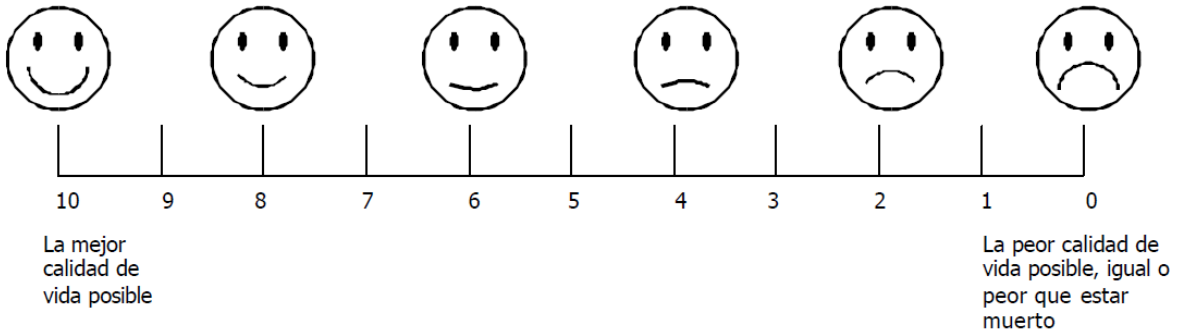 10 9 8 7 6 5 4 3 2 1 0
La mejor
calidad de
vida posible
La peor calidad de
vida posible, igual o
peor que estar
muerto